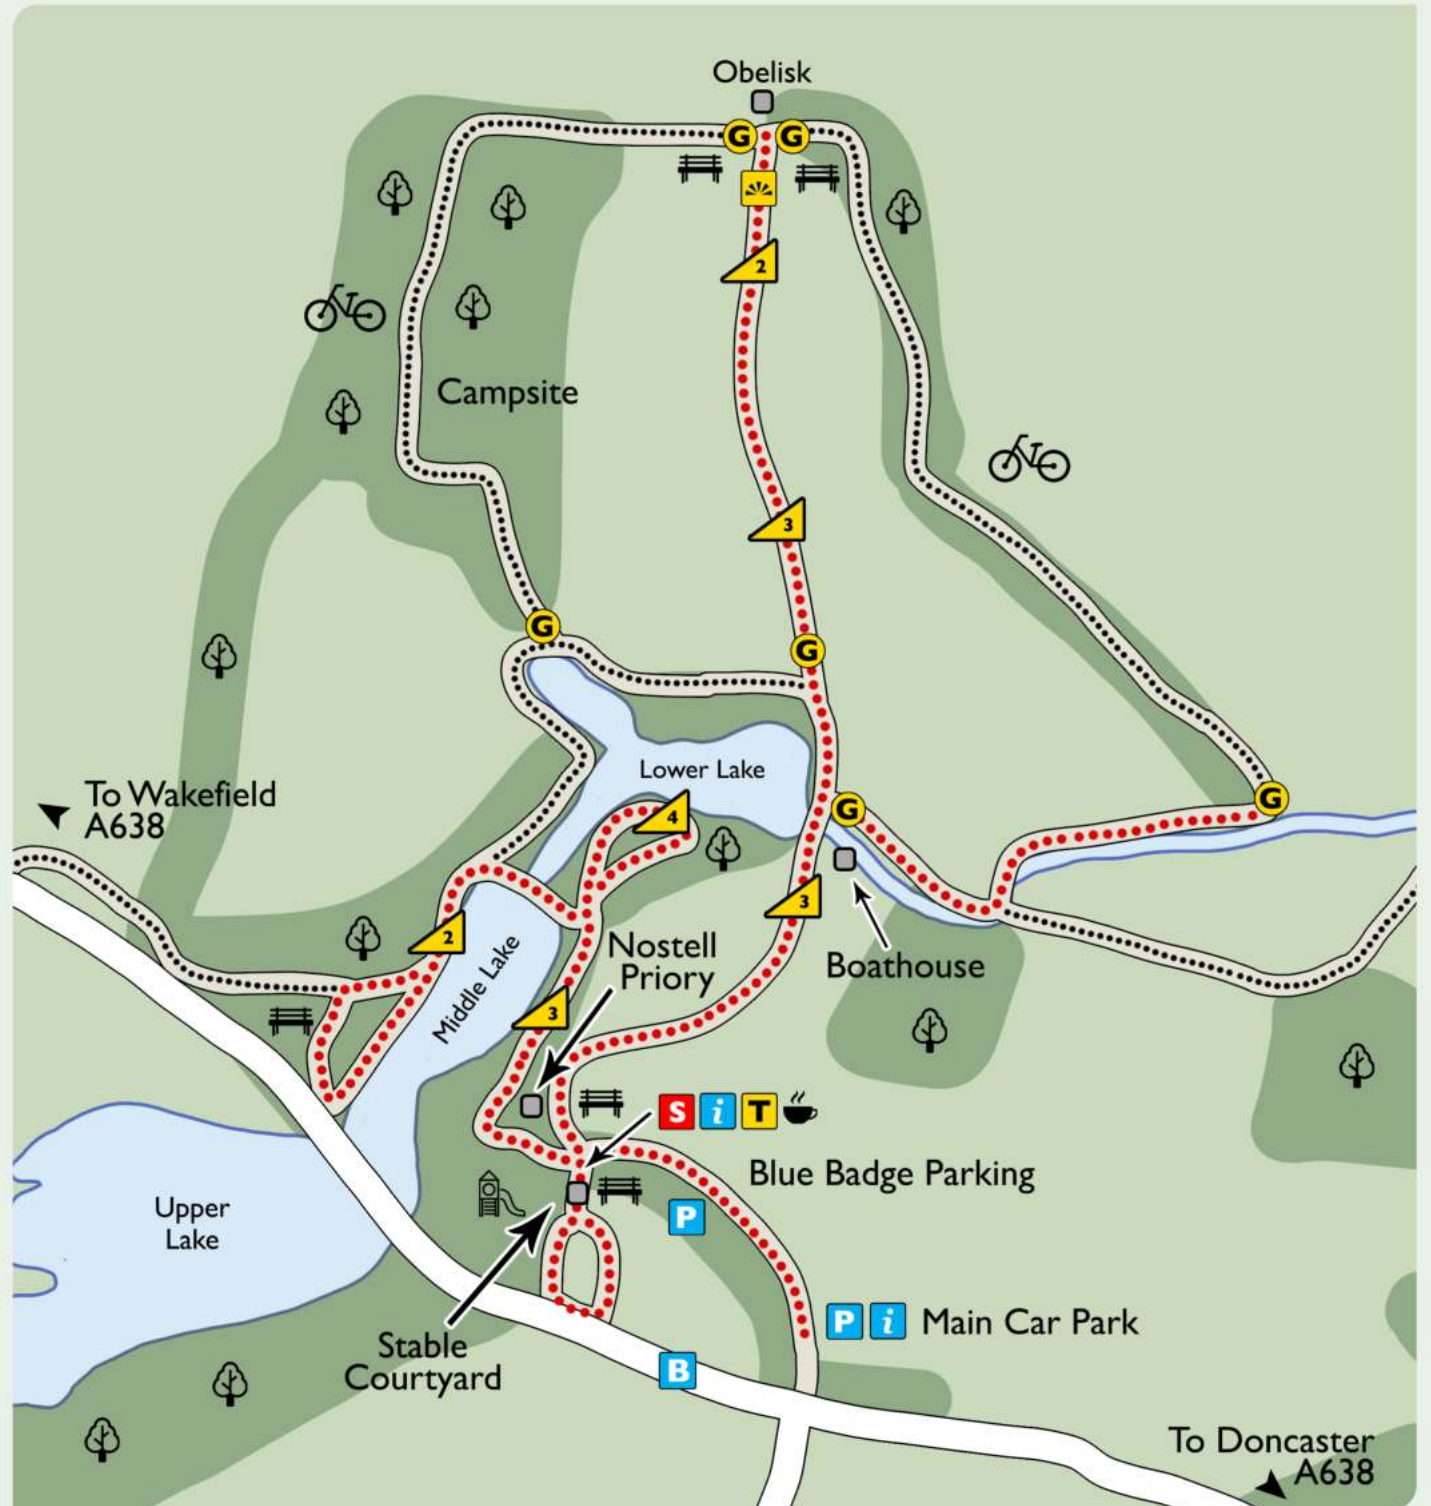 Obelisk
G
G
2
Campsite
3
G
G
Lower Lake
To Wakefield
A638
4
G
G
3
2
Middle Lake
Nostell
Priory
Boathouse
3
S i T
Blue Badge Parking
P
Upper
Lake
P i Main Car Park
Stable
Courtyard
B
To Doncaster
A638